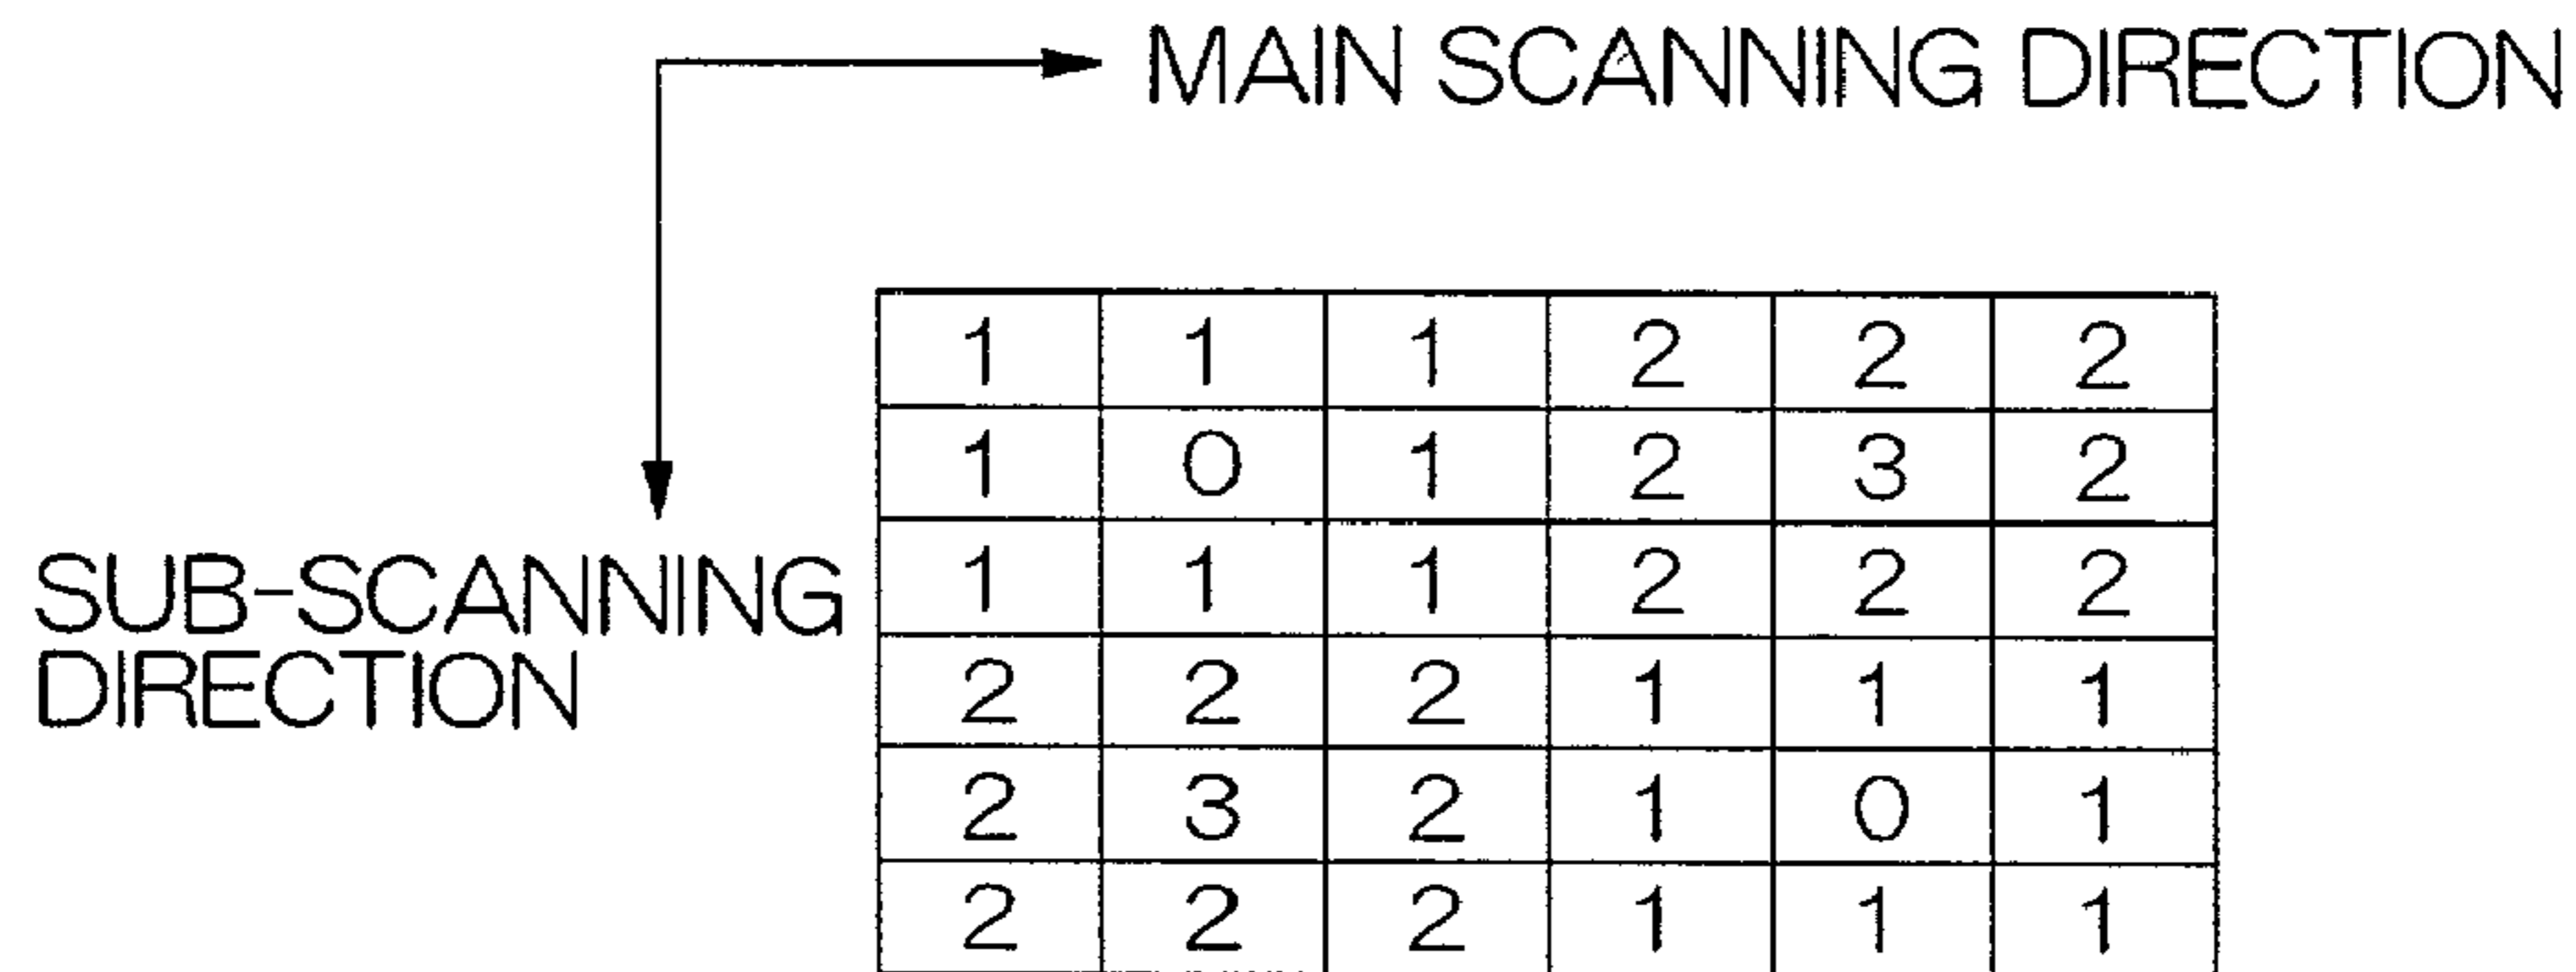 MAIN SCANNING DIRECTION
1 1 1 2 2 2
1 0 1 2 3 2
1 1 1 2 2 2
SUB-SCANNING
DIRECTION
2 2 2 1 1 1
2 3 2 1 0 1
2 2 2 1 1 1